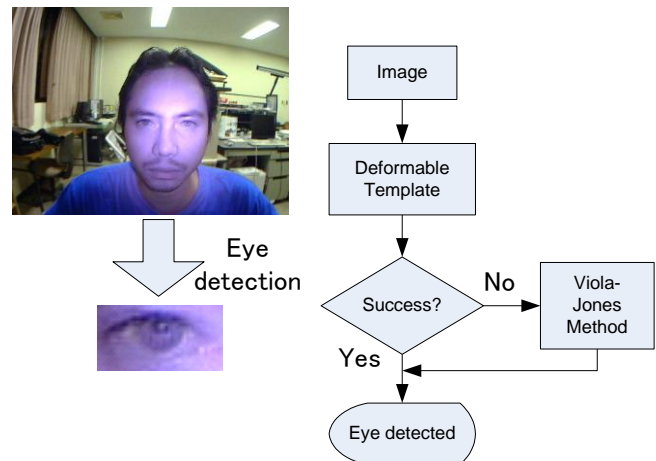 Eye
detection
Image
Deformable
Template
Success?
No
Viola-
Jones
Method
Yes
Eye detected